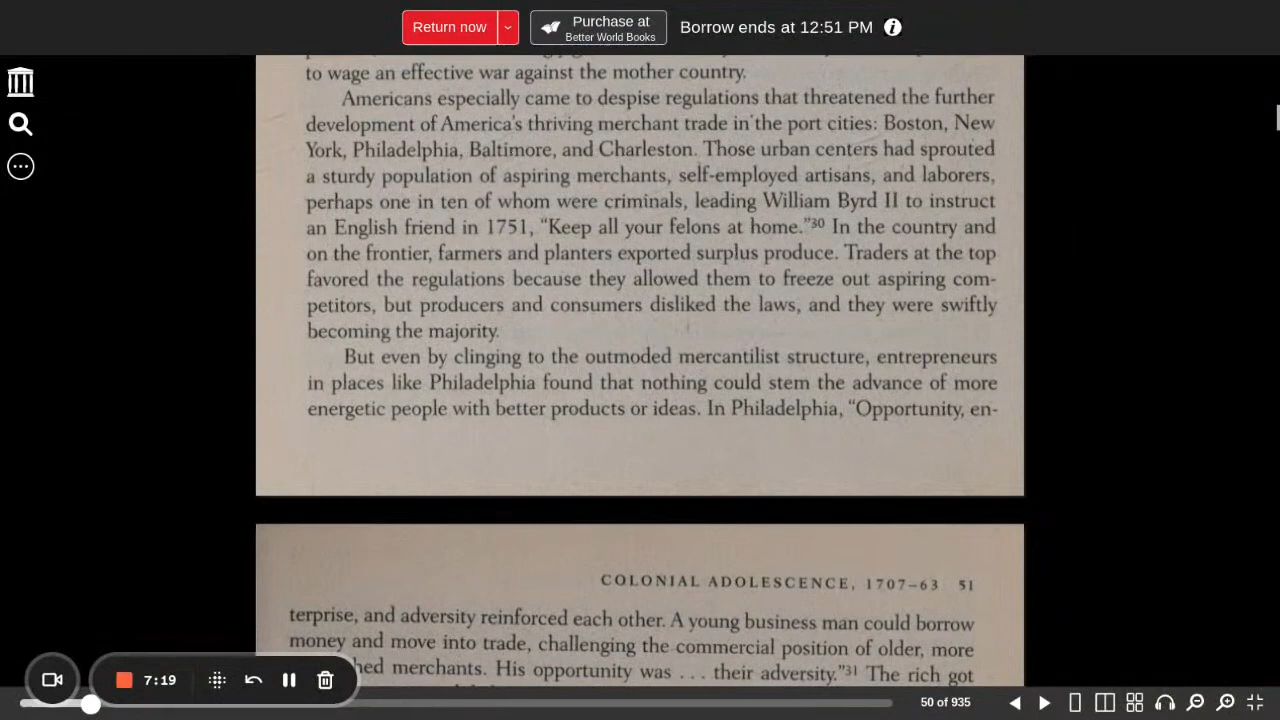 Return now
Purchase at
Better World Books
Borrow ends at 12:51 PM
to wage an effective war against the mother country.
Americans especially came to despise regulations that threatened the further
development of America's thriving merchant trade in the port cities: Boston, New
York, Philadelphia, Baltimore, and Charleston. Those urban centers had sprouted
a sturdy population of aspiring merchants, self-employed artisans, and laborers,
perhaps one in ten of whom were criminals, leading William Byrd II to instruct
an English friend in 1751, “Keep all your felons at home.”30 In the country and
on the frontier, farmers and planters exported surplus produce. Traders at the top
favored the regulations because they allowed them to freeze out aspiring com-
petitors, but producers and consumers disliked the laws, and they were swiftly
becoming the majority.
But even by clinging to the outmoded mercantilist structure, entrepreneurs
in places like Philadelphia found that nothing could stem the advance of more
energetic people with better products or ideas. In Philadelphia, “Opportunity, en-
COLONIAL ADOLESCENCE, 1707–63 51
terprise, and adversity reinforced each other. A young business man could borrow
money and move into trade, challenging the commercial position of older, more
hed merchants. His opportunity was . . . their adversity.”31 The rich got
7:19
50 of 935